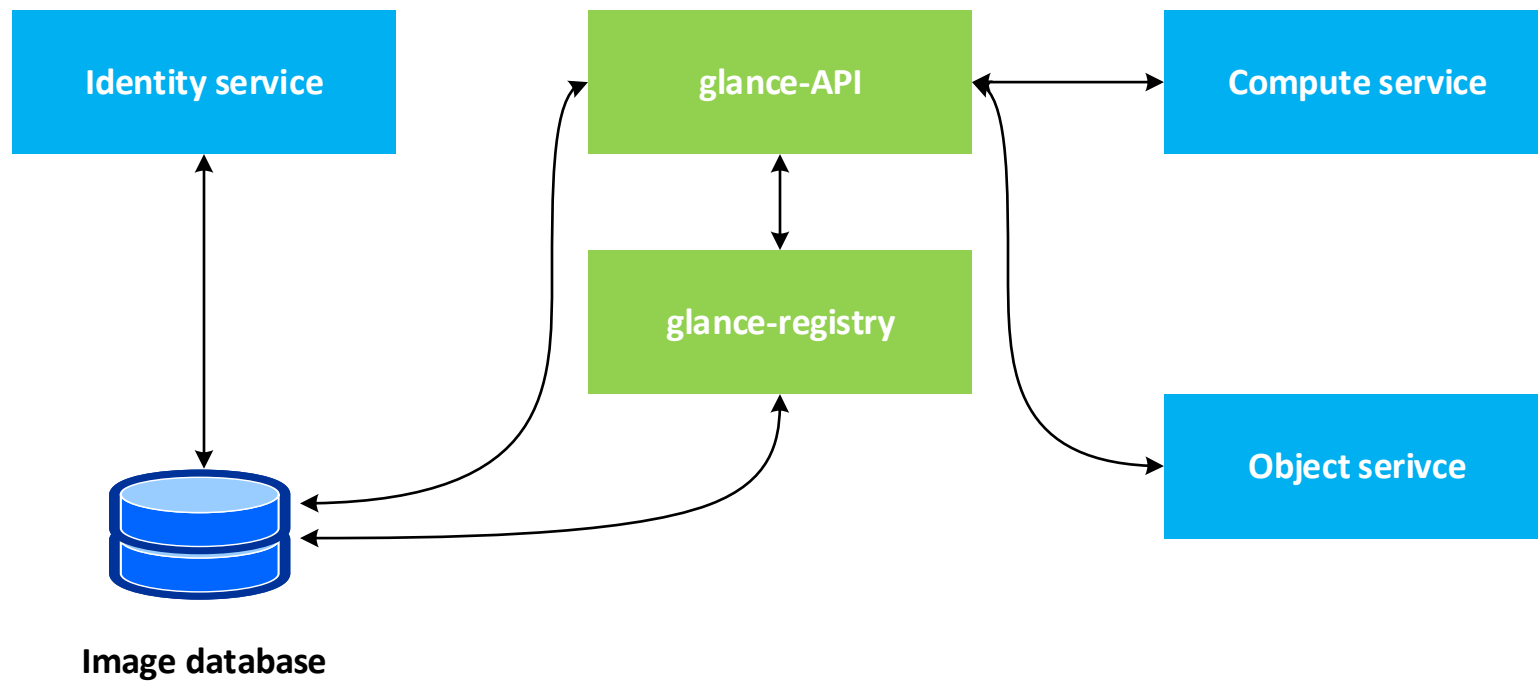 Identity service
glance-API
Compute service
glance-registry
Object serivce
Image database